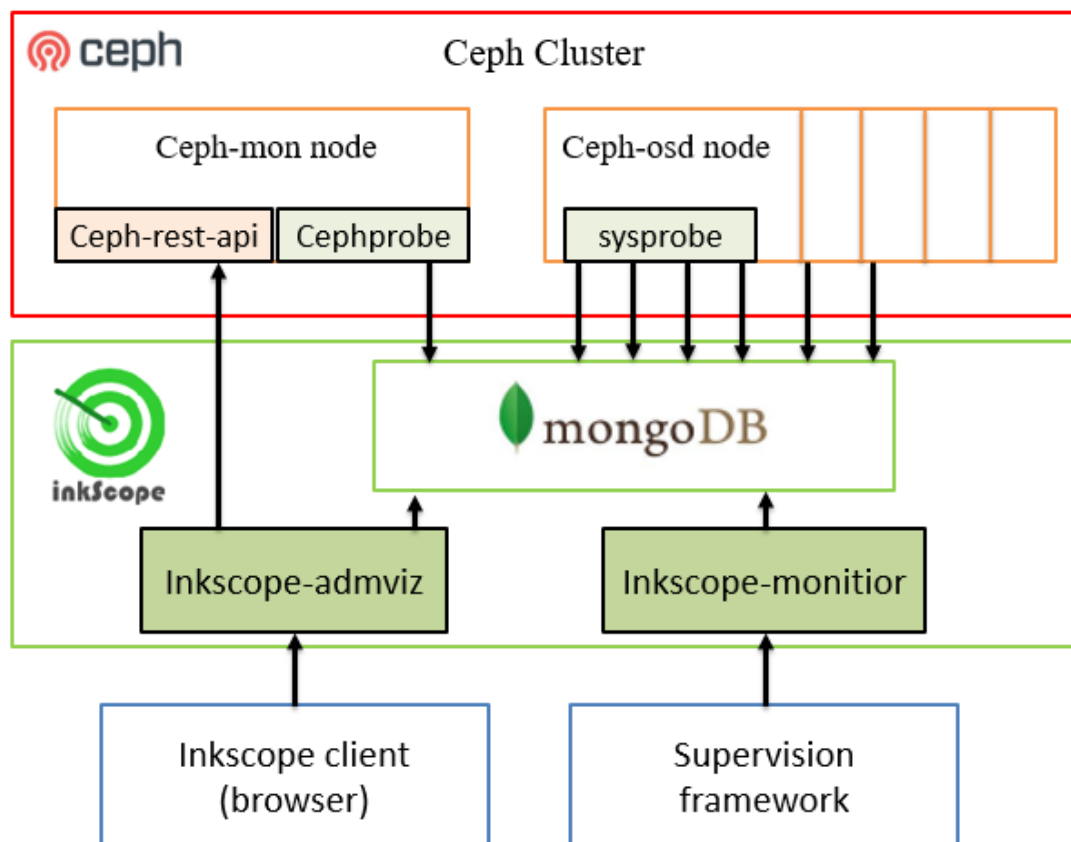 ceph
Ceph Cluster
Ceph-mon node
Ceph-osd node
Ceph-rest-api
Cephprobe
sysprobe
mongoDB
inkScope
Inkscope-admviz
Inkscope-monitior
Inkscope client
(browser)
Supervision
framework